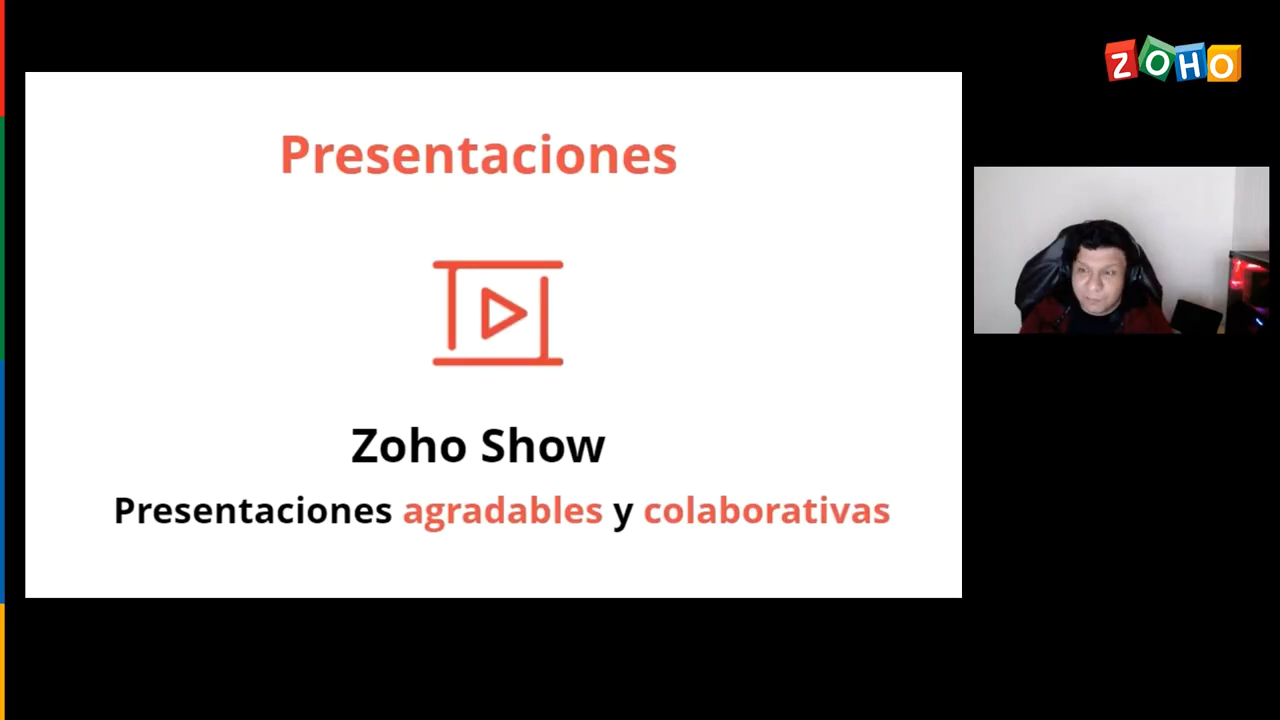 ZOHO
Presentaciones
Zoho Show
Presentaciones agradables y colaborativas